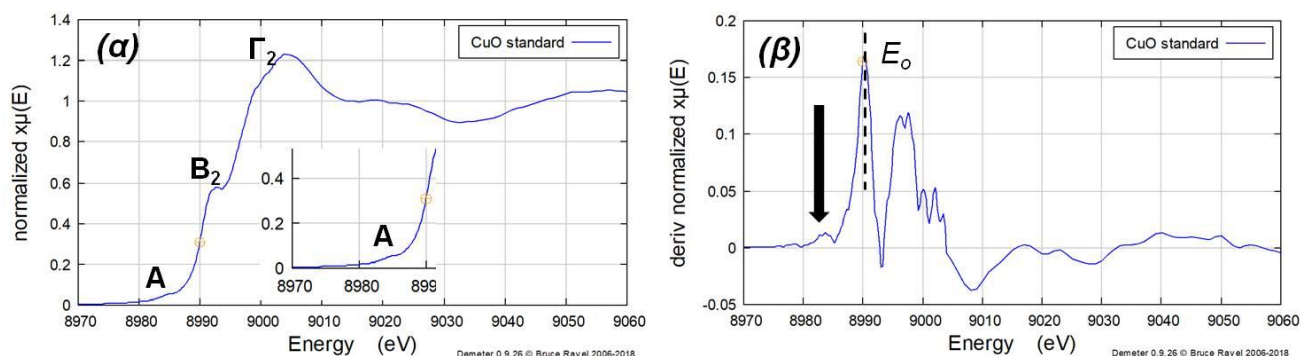 (α)
CuO standard
normalized xμ(E)
1.4
1.2
1
0.8
0.6
0.4
0.2
0
Γ2
B2
A
0.4
0.2
0
A
8970
8980
899
8970
8980
8990
9000
9010
9020
9030
9040
9050
9060
Energy (eV)
Demeter 0.9.26 © Bruce Ravel 2006-2018
(β)
Eo
CuO standard
deriv normalized xμ(E)
0.15
0.1
0.05
0
-0.05
8970
8980
8990
9000
9010
9020
9030
9040
9050
9060
Energy (eV)
Demeter 0.9.26 © Bruce Ravel 2006-2018